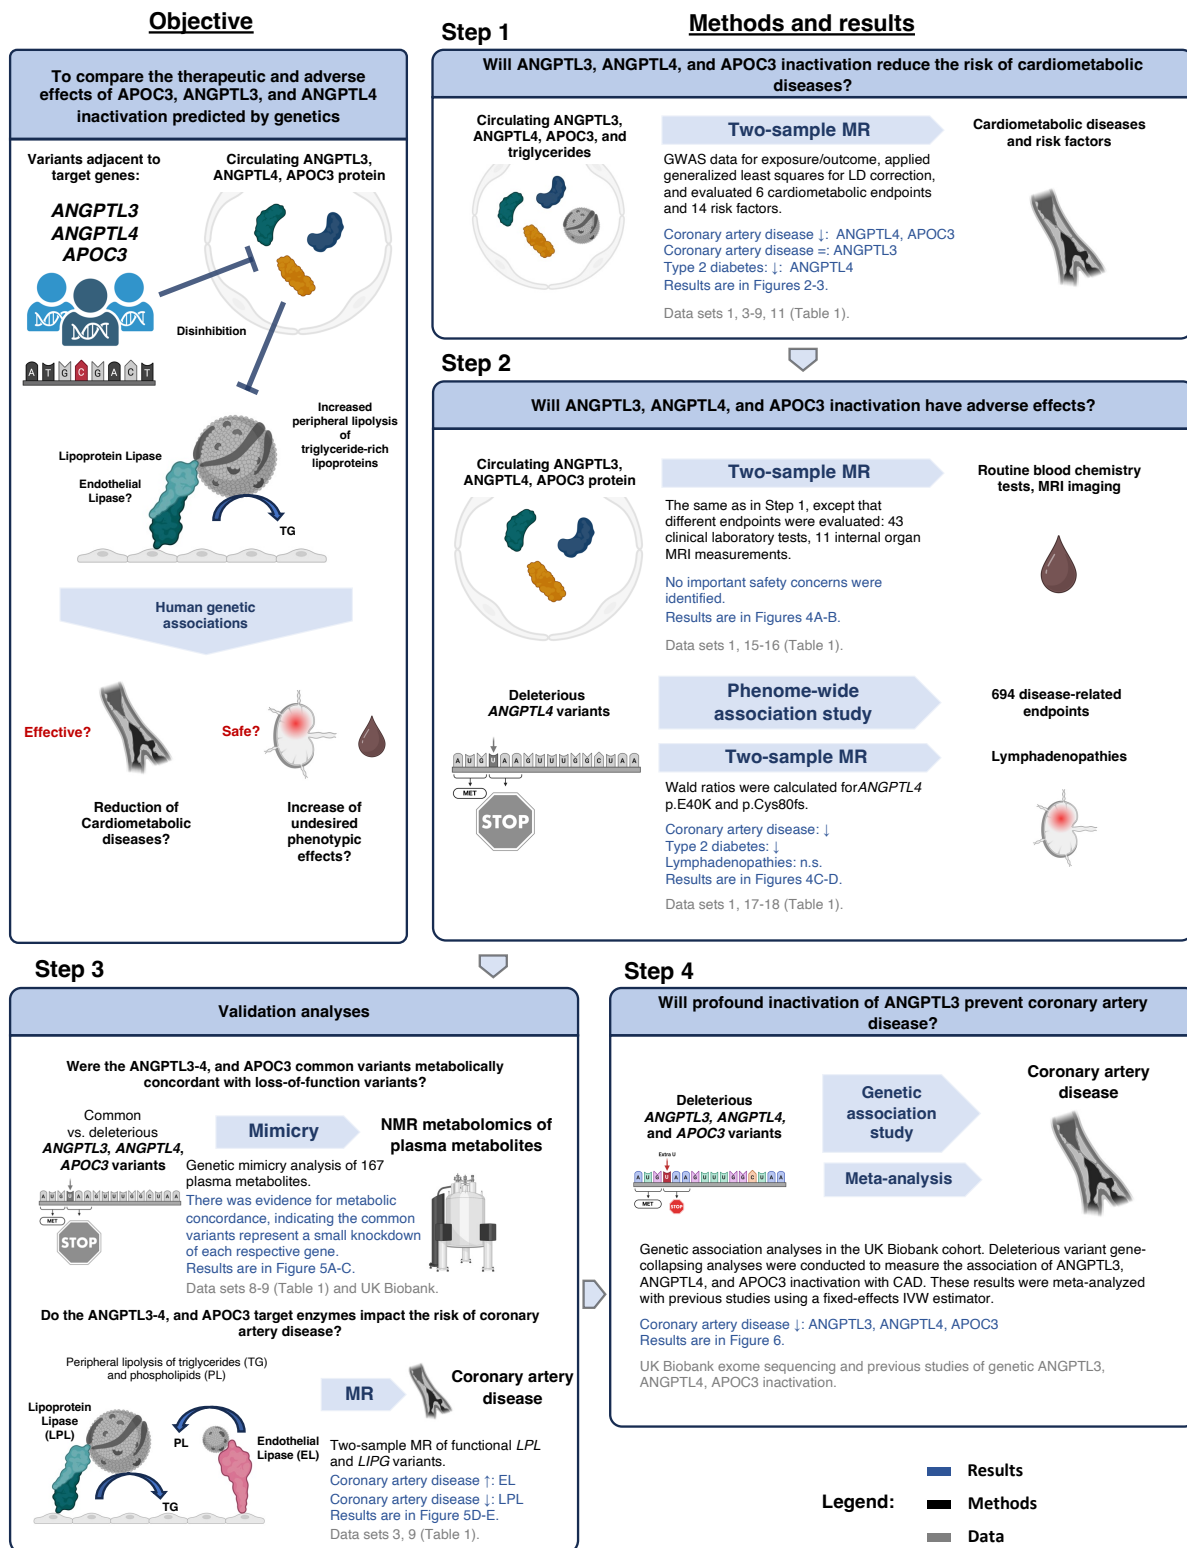 Objective
To compare the therapeutic and adverse
effects of APOC3, ANGPTL3, and ANGPTL4
inactivation predicted by genetics
Variants adjacent to
target genes:
ANGPTL3
ANGPTL4
APOC3
Circulating ANGPTL3,
ANGPTL4, APOC3 protein
A T G C G A C T
Disinhibition
Increased
peripheral lipolysis
of
triglyceride-rich
lipoproteins
Lipoprotein Lipase
Endothelial
Lipase?
TG
Human genetic
associations
Effective?
Safe?
Reduction of
Cardiometabolic
diseases?
Increase of
undesired
phenotypic
effects?
Methods and results
Step 1
Will ANGPTL3, ANGPTL4, and APOC3 inactivation reduce the risk of cardiometabolic
diseases?
Circulating ANGPTL3,
ANGPTL4, APOC3, and
triglycerides
Two-sample MR
GWAS data for exposure/outcome, applied
generalized least squares for LD correction,
and evaluated 6 cardiometabolic endpoints
and 14 risk factors.
Coronary artery disease ↓: ANGPTL4, APOC3
Coronary artery disease =: ANGPTL3
Type 2 diabetes: ↓: ANGPTL4
Results are in Figures 2-3.
Data sets 1, 3-9, 11 (Table 1).
Cardiometabolic diseases
and risk factors
Step 2
Will ANGPTL3, ANGPTL4, and APOC3 inactivation have adverse effects?
Circulating ANGPTL3,
ANGPTL4, APOC3 protein
Two-sample MR
The same as in Step 1, except that
different endpoints were evaluated: 43
clinical laboratory tests, 11 internal organ
MRI measurements.
No important safety concerns were
identified.
Results are in Figures 4A-B.
Data sets 1, 15-16 (Table 1).
Routine blood chemistry
tests, MRI imaging
Deleterious
ANGPTL4 variants
A U G U A A G U U U G G C U A A
MET
STOP
Phenome-wide
association study
694 disease-related
endpoints
Two-sample MR
Lymphadenopathies
Wald ratios were calculated for ANGPTL4
p.E40K and p.Cys80fs.
Coronary artery disease: ↓
Type 2 diabetes: ↓
Lymphadenopathies: n.s.
Results are in Figures 4C-D.
Data sets 1, 17-18 (Table 1).
Step 3
Validation analyses
Were the ANGPTL3-4, and APOC3 common variants metabolically
concordant with loss-of-function variants?
Common
vs. deleterious
ANGPTL3, ANGPTL4,
APOC3 variants
A U G U A A G U U U G G C U A A
MET
STOP
Mimicry
NMR metabolomics of
plasma metabolites
Genetic mimicry analysis of 167
plasma metabolites.
There was evidence for metabolic
concordance, indicating the common
variants represent a small knockdown
of each respective gene.
Results are in Figure 5A-C.
Data sets 8-9 (Table 1) and UK Biobank.
Do the ANGPTL3-4, and APOC3 target enzymes impact the risk of coronary
artery disease?
Peripheral lipolysis of triglycerides (TG)
and phospholipids (PL)
Lipoprotein
Lipase
(LPL)
PL
Endothelial
Lipase (EL)
TG
MR
Coronary artery
disease
Two-sample MR of functional LPL
and LIPG variants.
Coronary artery disease ↑: EL
Coronary artery disease ↓: LPL
Results are in Figure 5D-E.
Data sets 3, 9 (Table 1).
Step 4
Will profound inactivation of ANGPTL3 prevent coronary artery
disease?
Deleterious
ANGPTL3, ANGPTL4,
and APOC3 variants
Extra U
A U G U A A G U U U G G C U A A
MET
STOP
Genetic
association
study
Meta-analysis
Coronary artery
disease
Genetic association analyses in the UK Biobank cohort. Deleterious variant gene-
collapsing analyses were conducted to measure the association of ANGPTL3,
ANGPTL4, and APOC3 inactivation with CAD. These results were meta-analyzed
with previous studies using a fixed-effects IVW estimator.
Coronary artery disease ↓: ANGPTL3, ANGPTL4, APOC3
Results are in Figure 6.
UK Biobank exome sequencing and previous studies of genetic ANGPTL3,
ANGPTL4, APOC3 inactivation.
Legend:
Results
Methods
Data